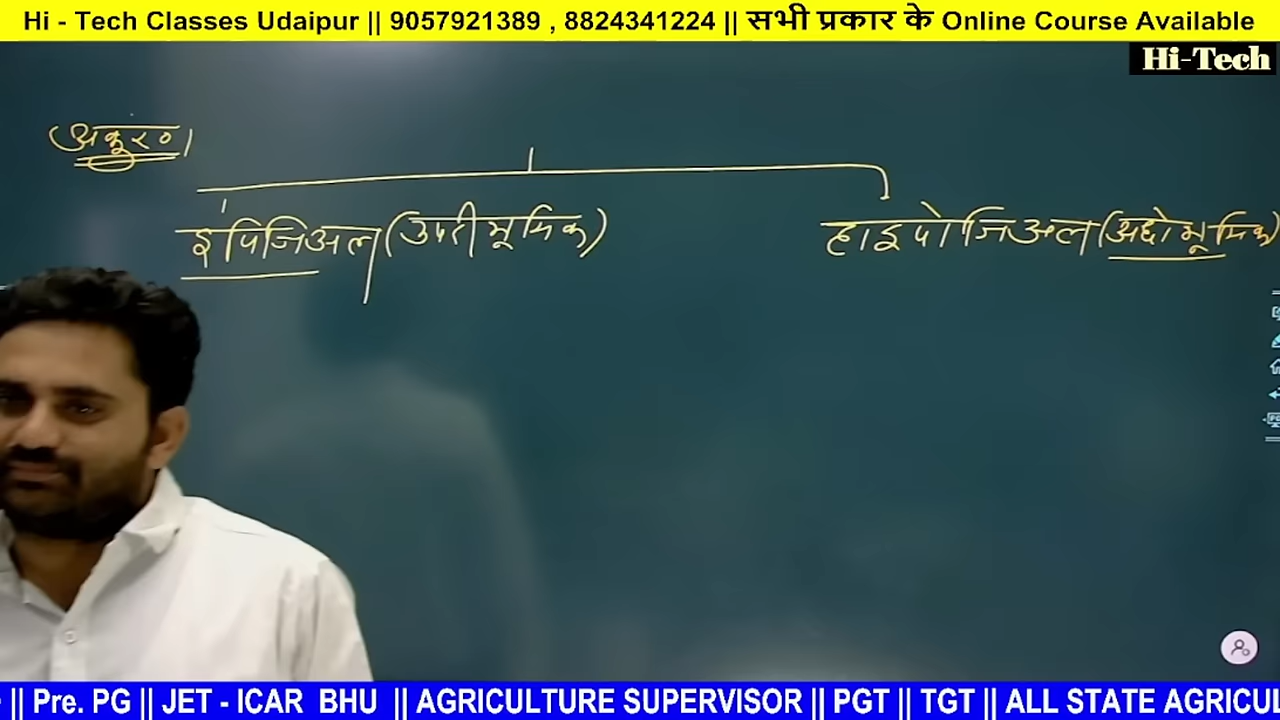 Hi - Tech Classes Udaipur || 9057921389 , 8824341224 || सभी प्रकार के Online Course Available
Hi-Tech
अंकुरण
इपिजिअल (उपरीभूमिक) हाइपोजिअल (अधोभूमिक)
|| Pre. PG || JET - ICAR BHU || AGRICULTURE SUPERVISOR || PGT || TGT || ALL STATE AGRICUL